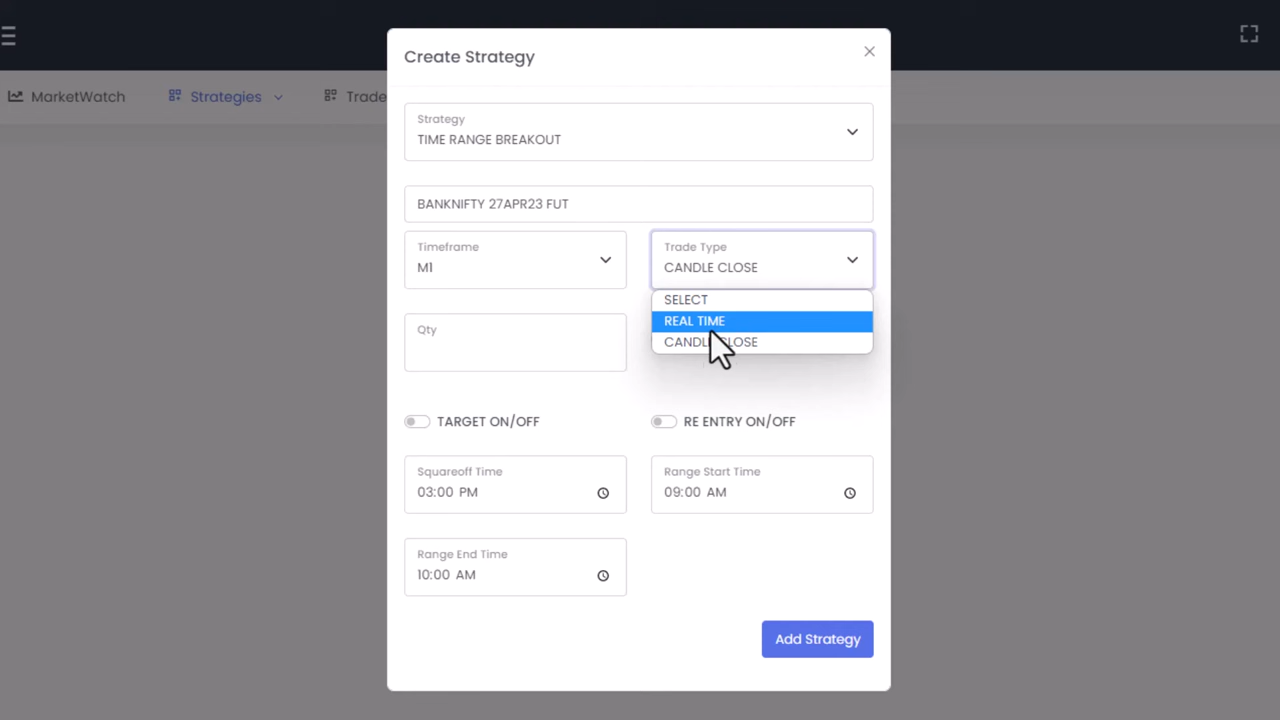 Create Strategy
MarketWatch
Strategies
Trade
Strategy
TIME RANGE BREAKOUT
BANKNIFTY 27APR23 FUT
Timeframe
M1
Trade Type
CANDLE CLOSE
SELECT
REAL TIME
CANDLE CLOSE
Qty
TARGET ON/OFF
RE ENTRY ON/OFF
Squareoff Time
03:00 PM
Range Start Time
09:00 AM
Range End Time
10:00 AM
Add Strategy